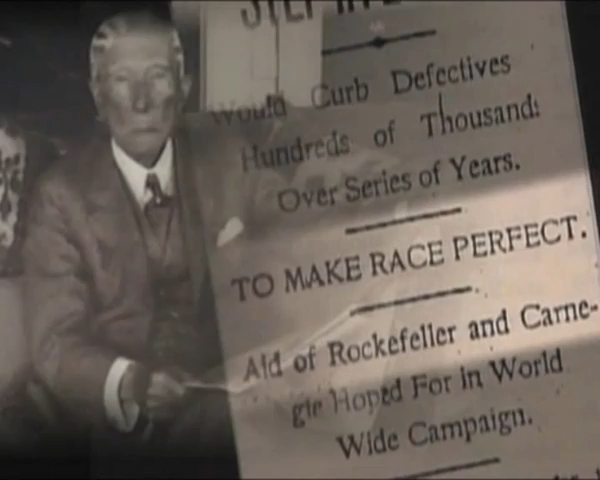 Would Curb Defectives
Hundreds of Thousands
Over Series of Years.
TO MAKE RACE PERFECT.
Aid of Rockefeller and Carne-
gie Hoped For in World
Wide Campaign.